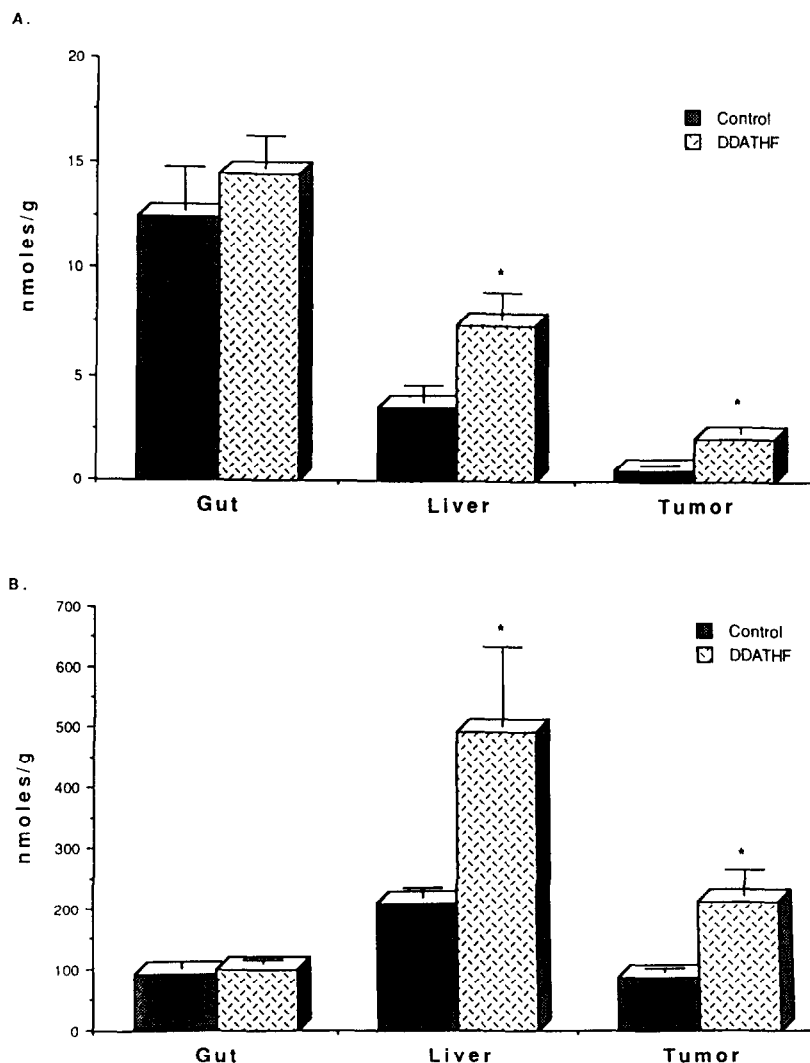 A.
20
15
10
5
0
nmoles/g
Control
DDATHF
*
*
Gut Liver Tumor
B.
700
600
500
400
300
200
100
0
nmoles/g
Control
DDATHF
*
*
Gut Liver Tumor